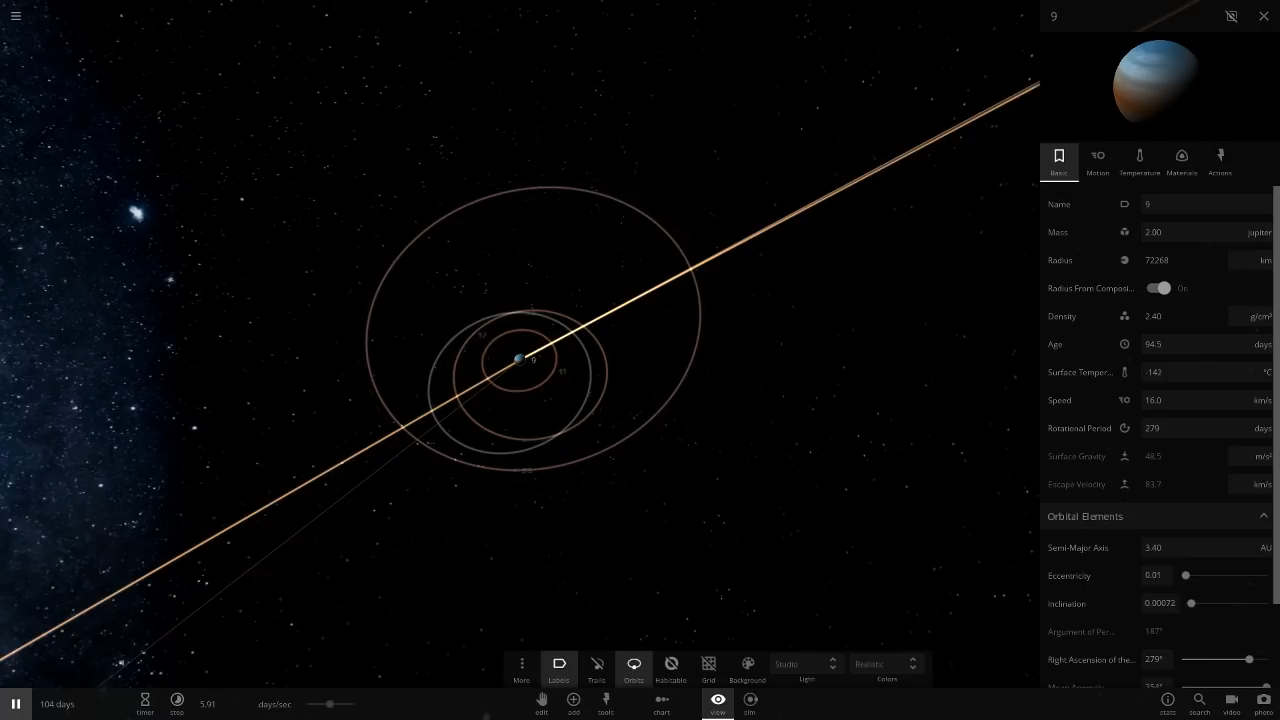 9
Basic
Motion
Temperature
Materials
Actions
Name 9
Mass 2.00 jupiter
Radius 72268 km
Radius From Composi... On
Density 2.40 g/cm³
Age 94.5 days
Surface Temper... -142 °C
Speed 16.0 km/s
Rotational Period 279 days
Surface Gravity 48.5 m/s²
Escape Velocity 83.7 km/s
Orbital Elements
Semi-Major Axis 3.40 AU
Eccentricity 0.01
Inclination 0.00072
Argument of Per... 187°
Right Ascension of the... 279°
9
More
Labels
Trails
Orbits
Habitable
Grid
Background
Studio
Light
Realistic
Colors
104 days
timer
step
5.91 days/sec
edit
add
tools
chart
view
sim
stats
search
video
photo